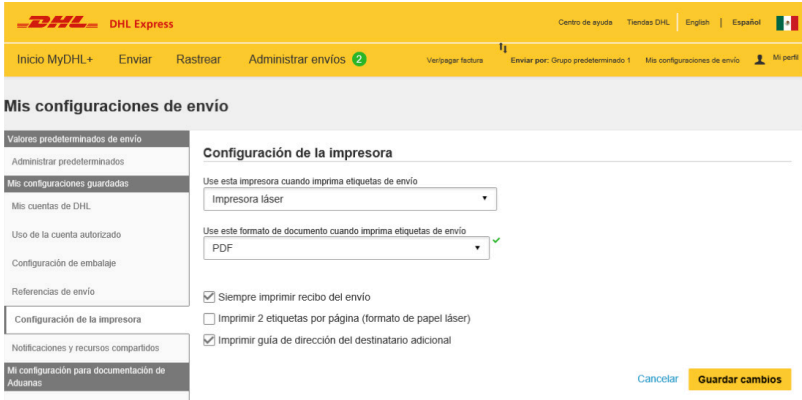 DHL DHL Express
Centro de ayuda Tiendas DHL English | Español
Inicio MyDHL+ Enviar Rastrear Administrar envíos 2 Ver/pagar factura Enviar por: Grupo predeterminado 1 Mis configuraciones de envío Mi perfil
Mis configuraciones de envío
Valores predeterminados de envío
Administrar predeterminados
Mis configuraciones guardadas
Mis cuentas de DHL
Uso de la cuenta autorizado
Configuración de embalaje
Referencias de envío
Configuración de la impresora
Notificaciones y recursos compartidos
Mi configuración para documentación de
Aduanas
Configuración de la impresora
Use esta impresora cuando imprima etiquetas de envío
Impresora láser
Use este formato de documento cuando imprima etiquetas de envío
PDF
Siempre imprimir recibo del envío
Imprimir 2 etiquetas por página (formato de papel láser)
Imprimir guía de dirección del destinatario adicional
Cancelar Guardar cambios